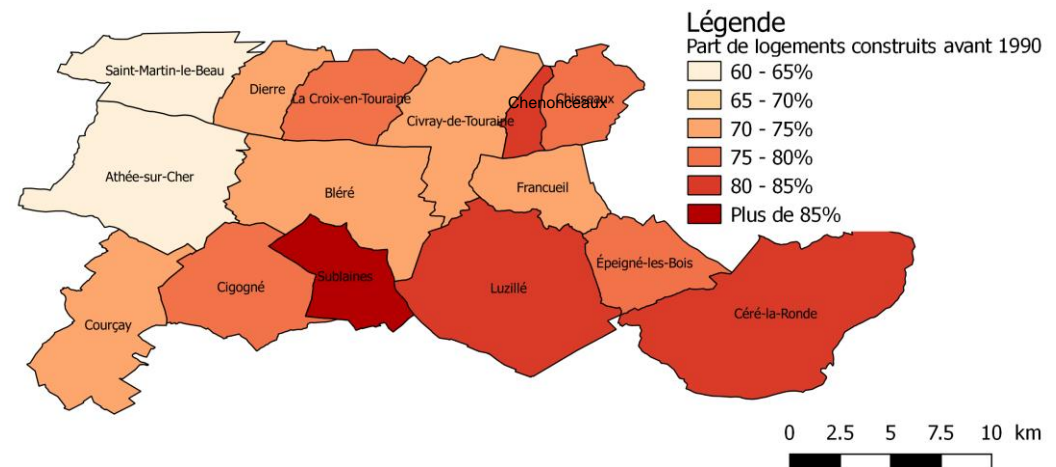 Légende
Part de logements construits avant 1990
60 - 65%
65 - 70%
70 - 75%
75 - 80%
80 - 85%
Plus de 85%
Saint-Martin-le-Beau
Dierre
La Croix-en-Touraine
Civray-de-Touraine
Chenonceaux
Chisseaux
Athée-sur-Cher
Bléré
Francueil
Épeigné-les-Bois
Cigogné
Sublaines
Luzillé
Céré-la-Ronde
Courçay
0 2.5 5 7.5 10 km